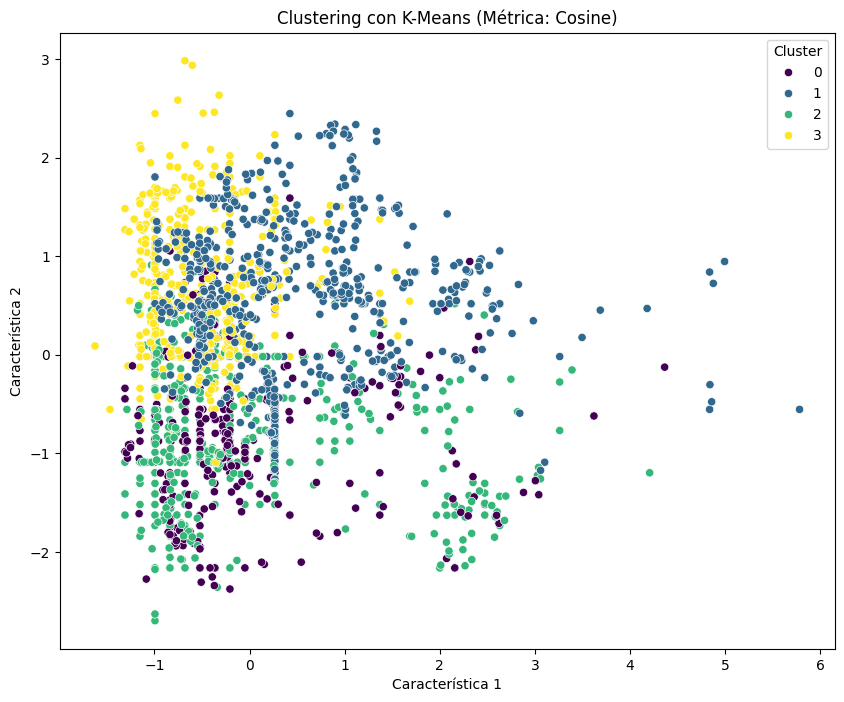 Clustering con K-Means (Métrica: Cosine)
Cluster
0
1
2
3
3
2
1
0
−1
−2
Característica 2
−1 0 1 2 3 4 5 6
Característica 1